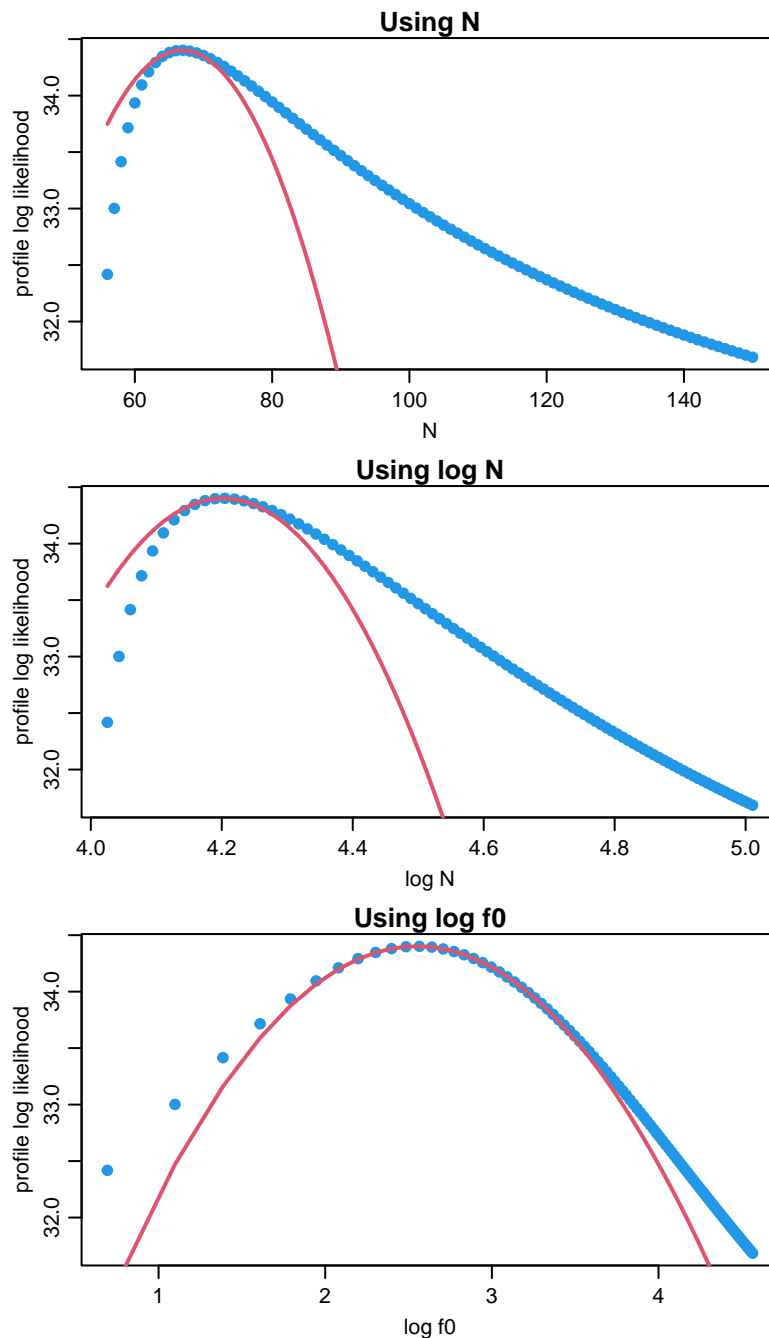 Using N
profile log likelihood
34.0
33.0
32.0
60 80 100 120 140
N
Using log N
profile log likelihood
34.0
33.0
32.0
4.0 4.2 4.4 4.6 4.8 5.0
log N
Using log f0
profile log likelihood
34.0
33.0
32.0
1 2 3 4
log f0